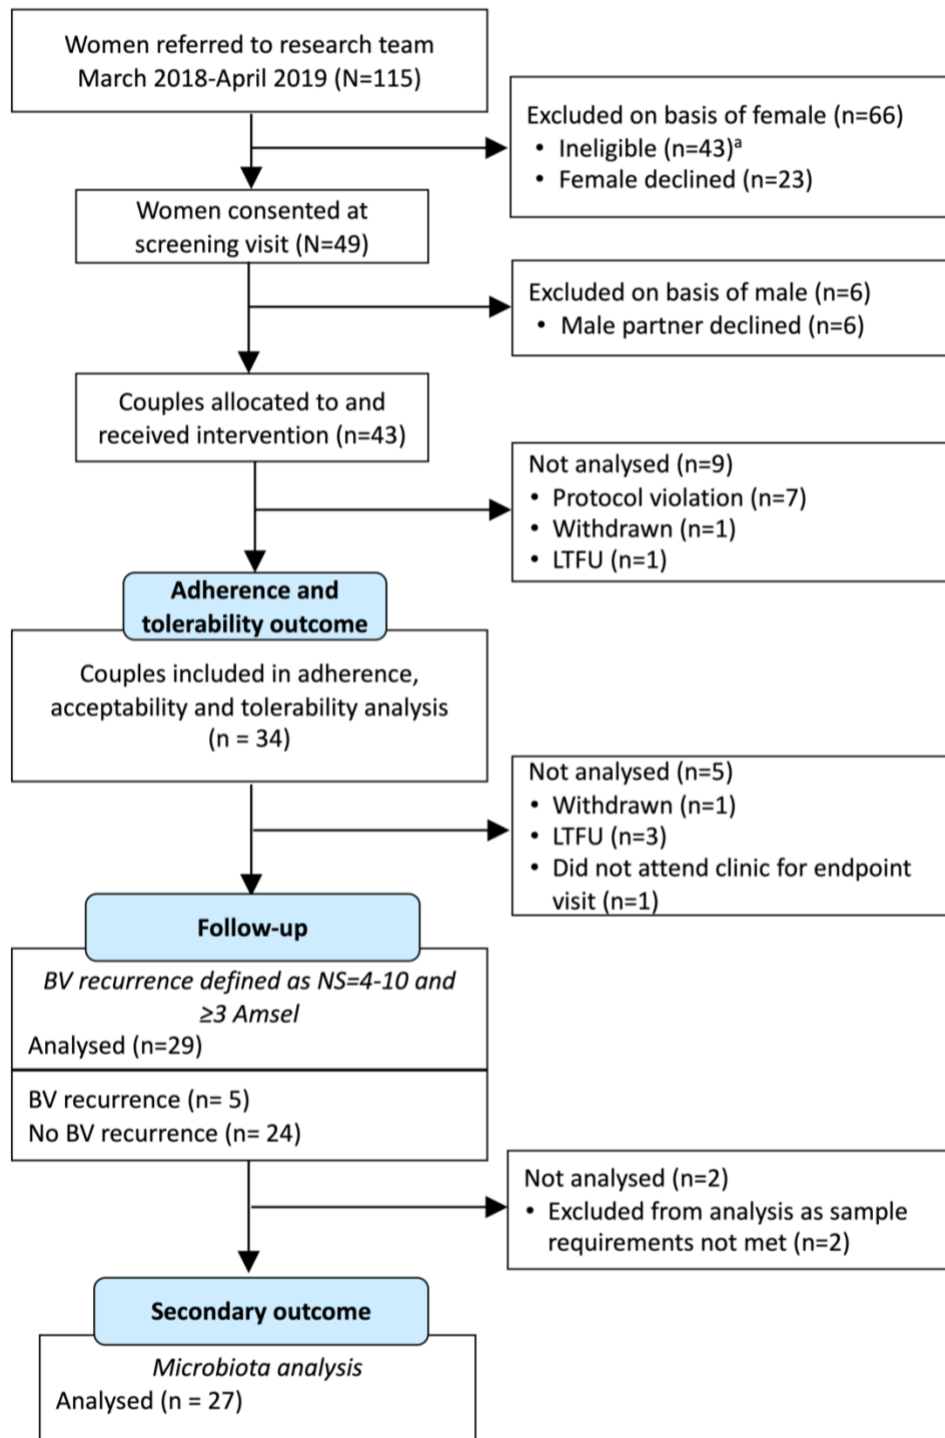 Women referred to research team
March 2018-April 2019 (N=115)
Excluded on basis of female (n=66)
• Ineligible (n=43)ᵃ
• Female declined (n=23)
Women consented at
screening visit (N=49)
Excluded on basis of male (n=6)
• Male partner declined (n=6)
Couples allocated to and
received intervention (n=43)
Not analysed (n=9)
• Protocol violation (n=7)
• Withdrawn (n=1)
• LTFU (n=1)
Adherence and
tolerability outcome
Couples included in adherence,
acceptability and tolerability analysis
(n = 34)
Not analysed (n=5)
• Withdrawn (n=1)
• LTFU (n=3)
• Did not attend clinic for endpoint
visit (n=1)
Follow-up
BV recurrence defined as NS=4-10 and
≥3 Amsel
Analysed (n=29)
BV recurrence (n= 5)
No BV recurrence (n= 24)
Not analysed (n=2)
• Excluded from analysis as sample
requirements not met (n=2)
Secondary outcome
Microbiota analysis
Analysed (n = 27)